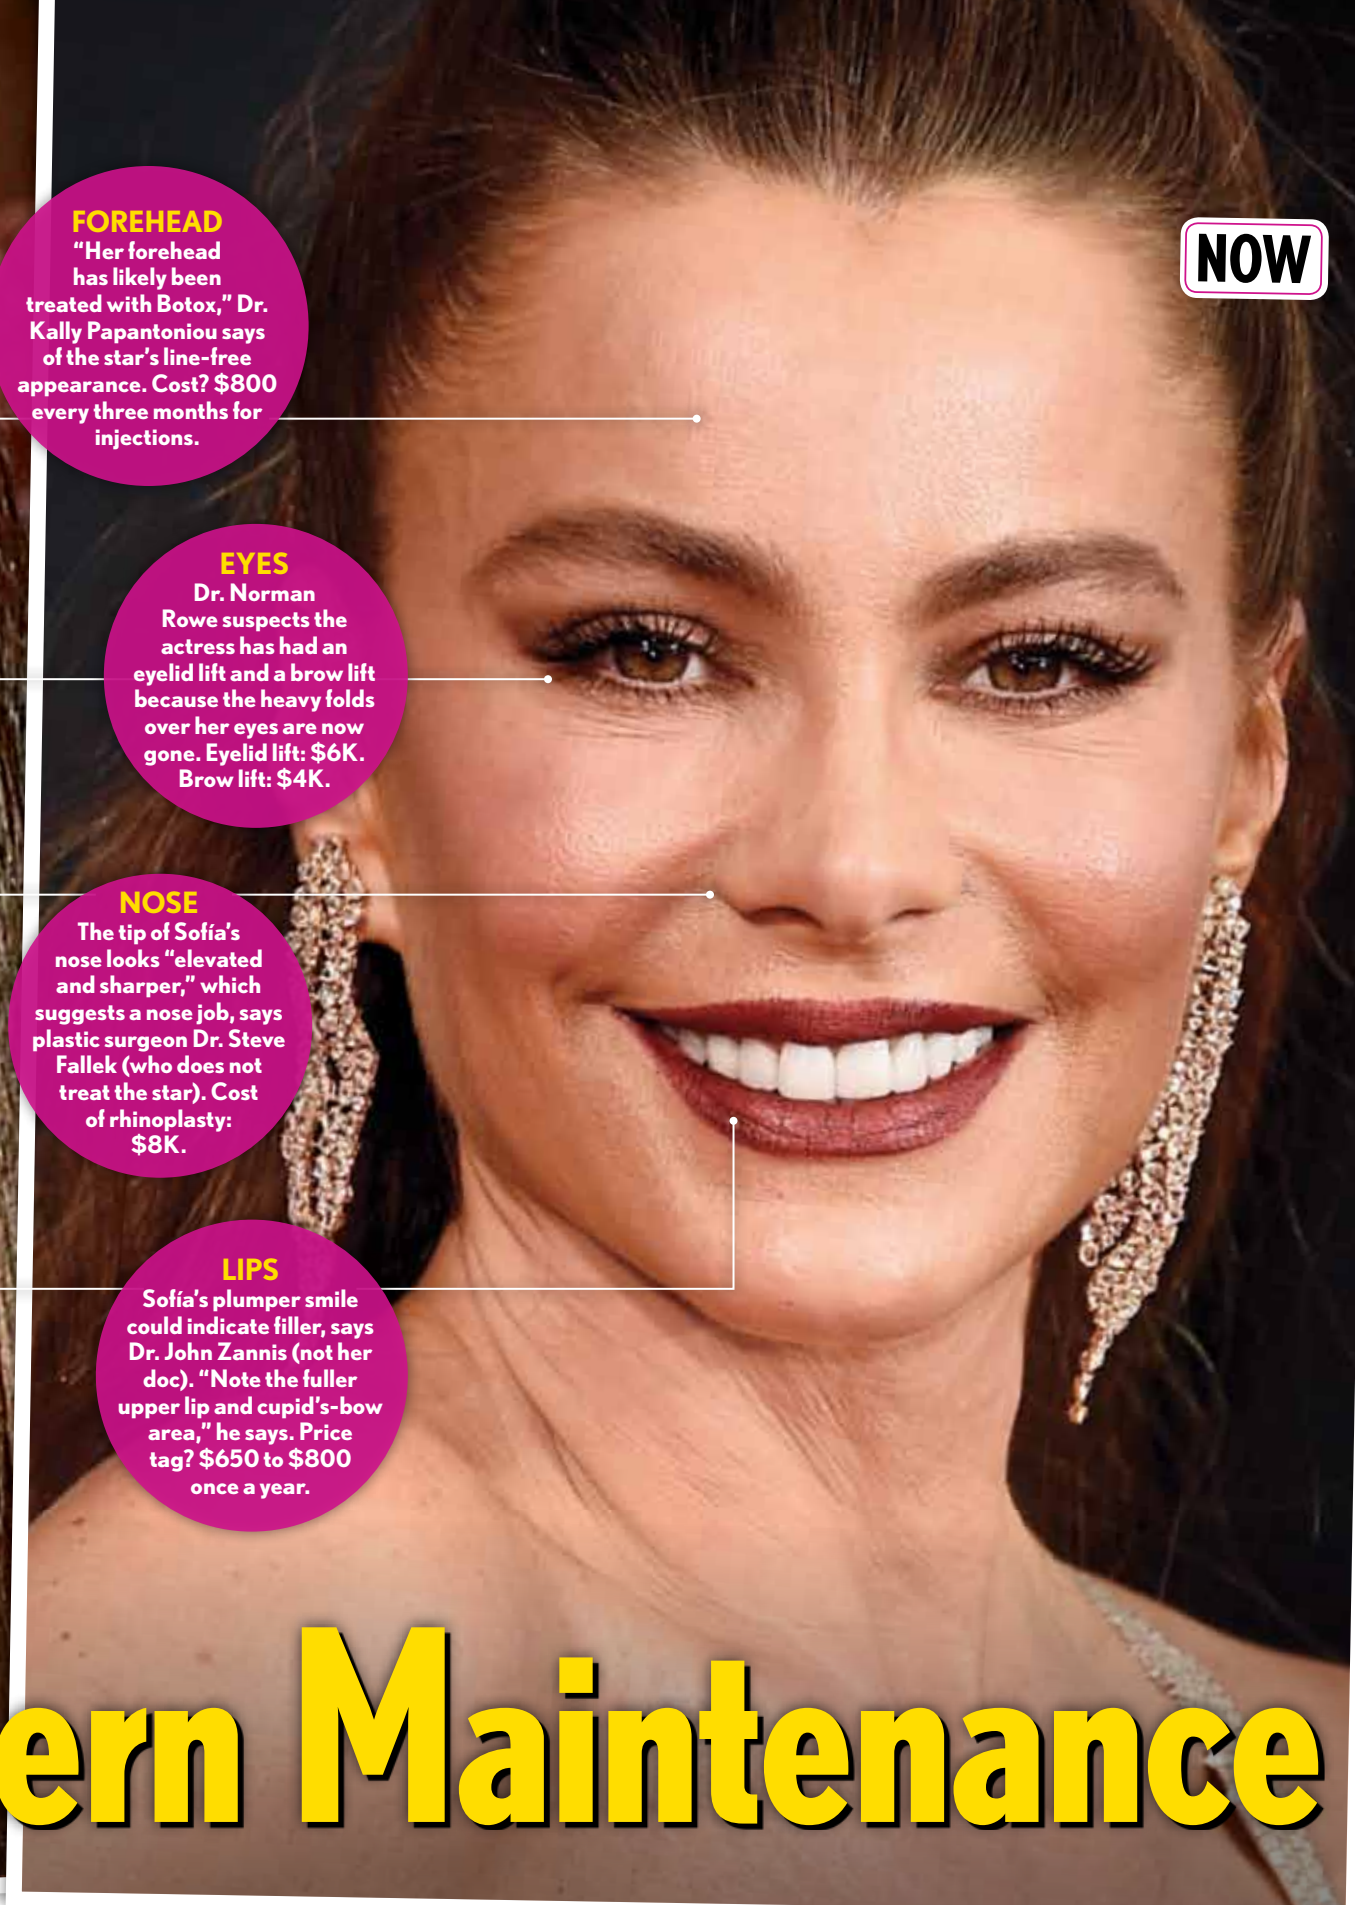 FOREHEAD
“Her forehead
has likely been
treated with Botox,” Dr.
Kally Papantoniou says
of the star’s line-free
appearance. Cost? $800
every three months for
injections.
NOW
EYES
Dr. Norman
Rowe suspects the
actress has had an
eyelid lift and a brow lift
because the heavy folds
over her eyes are now
gone. Eyelid lift: $6K.
Brow lift: $4K.
NOSE
The tip of Sofía’s
nose looks “elevated
and sharper,” which
suggests a nose job, says
plastic surgeon Dr. Steve
Fallek (who does not
treat the star). Cost
of rhinoplasty:
$8K.
LIPS
Sofía’s plumper smile
could indicate filler, says
Dr. John Zannis (not her
doc). “Note the fuller
upper lip and cupid’s-bow
area,” he says. Price
tag? $650 to $800
once a year.
ern Maintenance